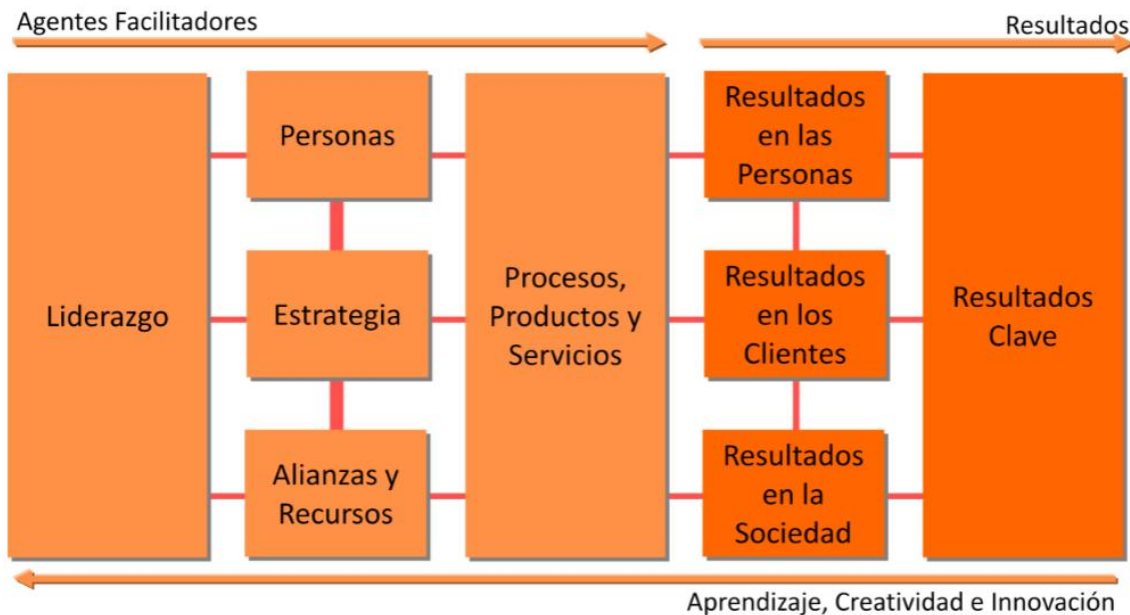 Agentes Facilitadores
Resultados
Liderazgo
Personas
Estrategia
Alianzas y
Recursos
Procesos,
Productos y
Servicios
Resultados
en las
Personas
Resultados
en los
Clientes
Resultados
en la
Sociedad
Resultados
Clave
Aprendizaje, Creatividad e Innovación